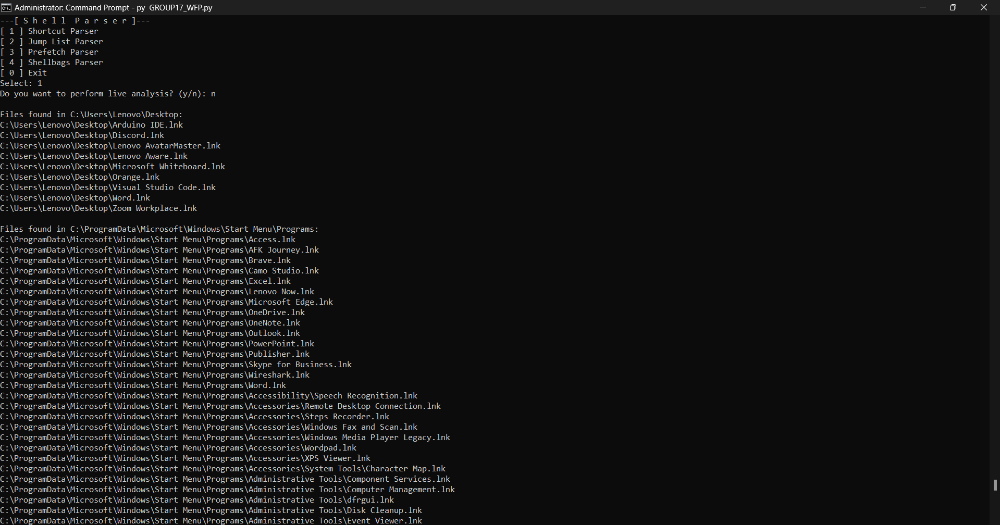 Administrator: Command Prompt - py  GROUP17_WFP.py
---[ S h e l l  P a r s e r ]---
[ 1 ] Shortcut Parser
[ 2 ] Jump List Parser
[ 3 ] Prefetch Parser
[ 4 ] Shellbags Parser
[ 0 ] Exit
Select: 1
Do you want to perform live analysis? (y/n): n
Files found in C:\Users\Lenovo\Desktop:
C:\Users\Lenovo\Desktop\Arduino IDE.lnk
C:\Users\Lenovo\Desktop\Discord.lnk
C:\Users\Lenovo\Desktop\Lenovo AvatarMaster.lnk
C:\Users\Lenovo\Desktop\Lenovo Aware.lnk
C:\Users\Lenovo\Desktop\Microsoft Whiteboard.lnk
C:\Users\Lenovo\Desktop\Orange.lnk
C:\Users\Lenovo\Desktop\Visual Studio Code.lnk
C:\Users\Lenovo\Desktop\Word.lnk
C:\Users\Lenovo\Desktop\Zoom Workplace.lnk
Files found in C:\ProgramData\Microsoft\Windows\Start Menu\Programs:
C:\ProgramData\Microsoft\Windows\Start Menu\Programs\Access.lnk
C:\ProgramData\Microsoft\Windows\Start Menu\Programs\AFK Journey.lnk
C:\ProgramData\Microsoft\Windows\Start Menu\Programs\Brave.lnk
C:\ProgramData\Microsoft\Windows\Start Menu\Programs\Camo Studio.lnk
C:\ProgramData\Microsoft\Windows\Start Menu\Programs\Excel.lnk
C:\ProgramData\Microsoft\Windows\Start Menu\Programs\Lenovo Now.lnk
C:\ProgramData\Microsoft\Windows\Start Menu\Programs\Microsoft Edge.lnk
C:\ProgramData\Microsoft\Windows\Start Menu\Programs\OneDrive.lnk
C:\ProgramData\Microsoft\Windows\Start Menu\Programs\OneNote.lnk
C:\ProgramData\Microsoft\Windows\Start Menu\Programs\Outlook.lnk
C:\ProgramData\Microsoft\Windows\Start Menu\Programs\PowerPoint.lnk
C:\ProgramData\Microsoft\Windows\Start Menu\Programs\Publisher.lnk
C:\ProgramData\Microsoft\Windows\Start Menu\Programs\Skype for Business.lnk
C:\ProgramData\Microsoft\Windows\Start Menu\Programs\Wireshark.lnk
C:\ProgramData\Microsoft\Windows\Start Menu\Programs\Word.lnk
C:\ProgramData\Microsoft\Windows\Start Menu\Programs\Accessibility\Speech Recognition.lnk
C:\ProgramData\Microsoft\Windows\Start Menu\Programs\Accessories\Remote Desktop Connection.lnk
C:\ProgramData\Microsoft\Windows\Start Menu\Programs\Accessories\Steps Recorder.lnk
C:\ProgramData\Microsoft\Windows\Start Menu\Programs\Accessories\Windows Fax and Scan.lnk
C:\ProgramData\Microsoft\Windows\Start Menu\Programs\Accessories\Windows Media Player Legacy.lnk
C:\ProgramData\Microsoft\Windows\Start Menu\Programs\Accessories\Wordpad.lnk
C:\ProgramData\Microsoft\Windows\Start Menu\Programs\Accessories\XPS Viewer.lnk
C:\ProgramData\Microsoft\Windows\Start Menu\Programs\Accessories\System Tools\Character Map.lnk
C:\ProgramData\Microsoft\Windows\Start Menu\Programs\Administrative Tools\Component Services.lnk
C:\ProgramData\Microsoft\Windows\Start Menu\Programs\Administrative Tools\Computer Management.lnk
C:\ProgramData\Microsoft\Windows\Start Menu\Programs\Administrative Tools\dfrgui.lnk
C:\ProgramData\Microsoft\Windows\Start Menu\Programs\Administrative Tools\Disk Cleanup.lnk
C:\ProgramData\Microsoft\Windows\Start Menu\Programs\Administrative Tools\Event Viewer.lnk